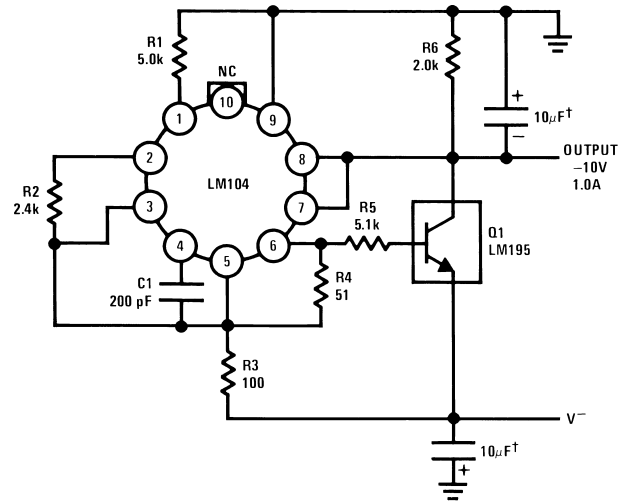 R1
5.0k
NC
R6
2.0k
+
10µF†
−
1
10
9
2
8
OUTPUT
−10V
1.0A
LM104
R2
2.4k
3
7
R5
5.1k
Q1
LM195
4
5
6
C1
200 pF
R4
51
R3
100
V−
10µF†
+